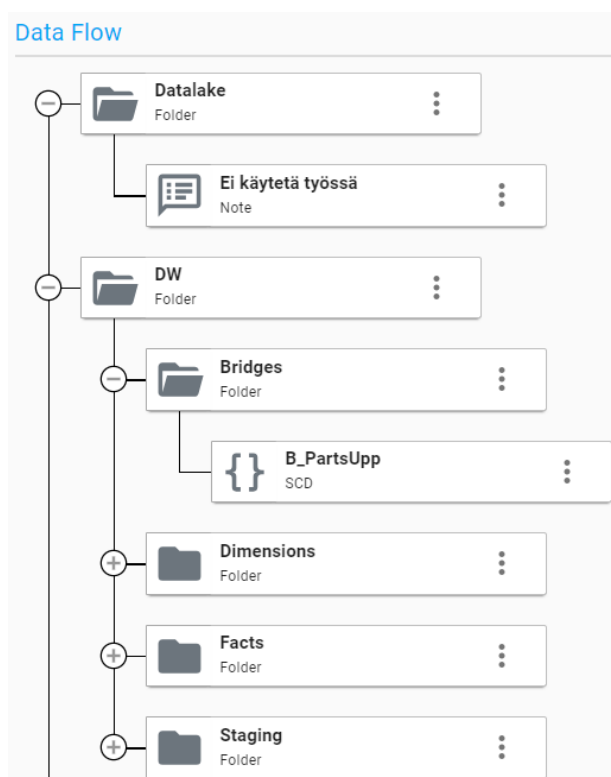 Data Flow
Datalake
Folder
Ei käytetä työssä
Note
DW
Folder
Bridges
Folder
B_PartsUpp
SCD
Dimensions
Folder
Facts
Folder
Staging
Folder